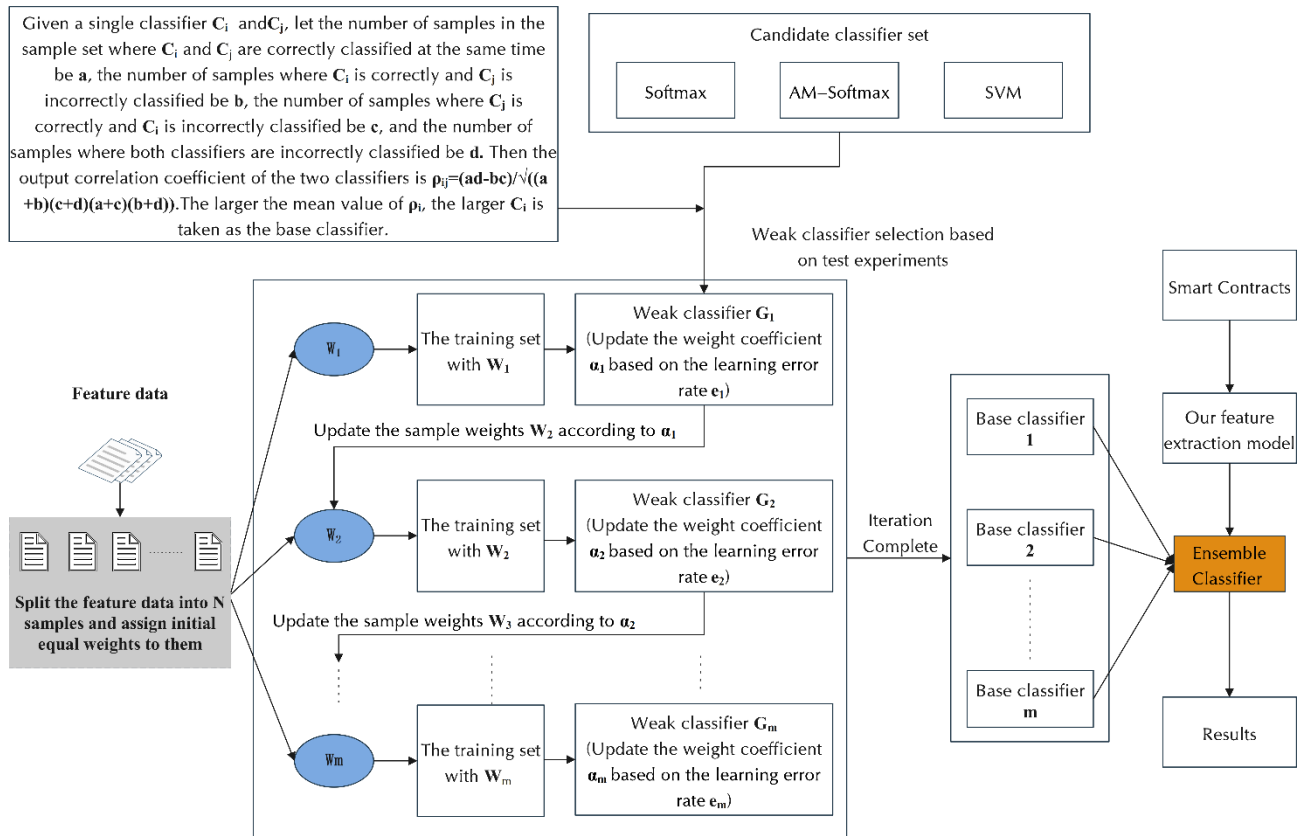 Given a single classifier Ci andCj, let the number of samples in the
sample set where Ci and Cj are correctly classified at the same time
be a, the number of samples where Ci is correctly and Cj is
incorrectly classified be b, the number of samples where Cj is
correctly and Ci is incorrectly classified be c, and the number of
samples where both classifiers are incorrectly classified be d. Then the
output correlation coefficient of the two classifiers is ρij=(ad-bc)/√((a
+b)(c+d)(a+c)(b+d)).The larger the mean value of ρi, the larger Ci is
taken as the base classifier.
Candidate classifier set
Softmax
AM–Softmax
SVM
Weak classifier selection based
on test experiments
Feature data
Split the feature data into N
samples and assign initial
equal weights to them
W1
The training set
with W1
Weak classifier G1
(Update the weight coefficient
α1 based on the learning error
rate e1)
Update the sample weights W2 according to α1
W2
The training set
with W2
Weak classifier G2
(Update the weight coefficient
α2 based on the learning error
rate e2)
Update the sample weights W3 according to α2
Wm
The training set
with Wm
Weak classifier Gm
(Update the weight coefficient
αm based on the learning error
rate em)
Iteration
Complete
Base classifier
1
Base classifier
2
Base classifier
m
Smart Contracts
Our feature
extraction model
Ensemble
Classifier
Results